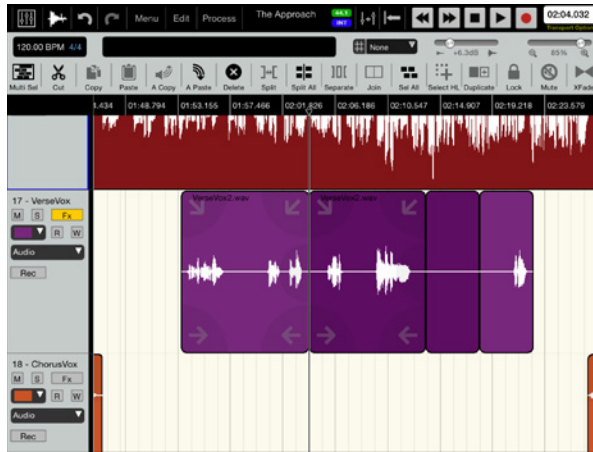 Menu Edit Process The Approach 44.1 INT 02:04.032
Transport Options
120.00 BPM 4/4 None +6.3dB 65%
Multi Sel Cut Copy Paste A Copy A Paste Delete Split Split All Separate Join Sel All Select HL Duplicate Lock Mute XFade
1.434 01:48.794 01:53.155 01:57.466 02:01.826 02:06.186 02:10.547 02:14.907 02:19.218 02:23.579
17 - VerseVox VerseVox2.wav VerseVox2.wav
M S Fx
R W
Audio
Rec
18 - ChorusVox
M S Fx
R W
Audio
Rec